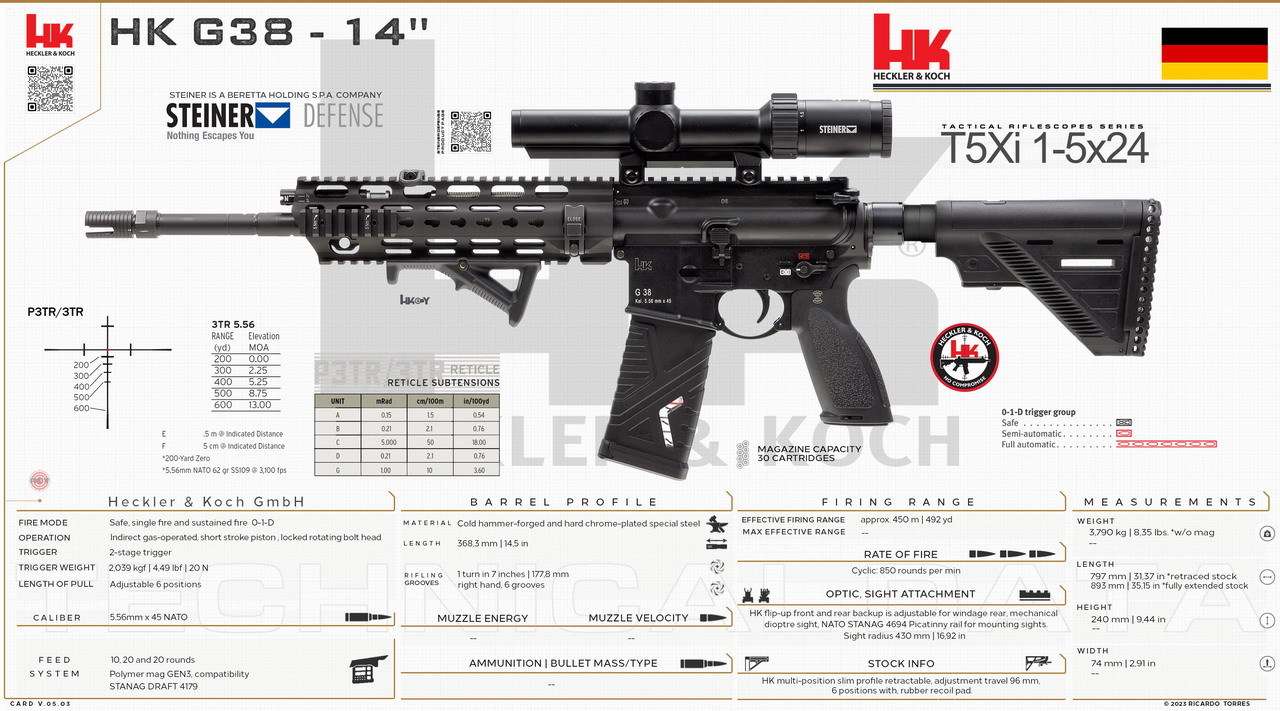 HK G38 - 14"
HECKLER & KOCH
HECKLER & KOCH
STEINER IS A BERETTA HOLDING S.P.A. COMPANY
STEINER DEFENSE
Nothing Escapes You
STEINER DEFENSE
PRODUCT PAGE
STEINER
TACTICAL RIFLESCOPES SERIES
T5Xi 1-5x24
CLOSE
HK
G 38
Kal. 5.56 mm x 45
®
HKEY
P3TR/3TR
200
300
400
500
600
3TR 5.56
RANGE Elevation
(yd) MOA
200 0.00
300 2.25
400 5.25
500 8.75
600 13.00
E .5 m @ Indicated Distance
F 5 cm @ Indicated Distance
*200-Yard Zero
*5.56mm NATO 62 gr SS109 @ 3,100 fps
P3TR/3TR RETICLE
RETICLE SUBTENSIONS
UNIT mRad cm/100m in/100yd
A 0.15 1.5 0.54
B 0.21 2.1 0.76
C 5.000 50 18.00
D 0.21 2.1 0.76
G 1.00 10 3.60
KLER & KOCH
MAGAZINE CAPACITY
30 CARTRIDGES
HECKLER & KOCH
HK
NO COMPROMISE
0-1-D trigger group
Safe
Semi-automatic
Full automatic
TECHNICAL DATA
Heckler & Koch GmbH
FIRE MODE Safe, single fire and sustained fire 0-1-D
OPERATION Indirect gas-operated, short stroke piston , locked rotating bolt head
TRIGGER 2-stage trigger
TRIGGER WEIGHT 2,039 kgf | 4,49 lbf | 20 N
LENGTH OF PULL Adjustable 6 positions
CALIBER 5.56mm x 45 NATO
FEED SYSTEM
10, 20 and 20 rounds
Polymer mag GEN3, compatibility
STANAG DRAFT 4179
BARREL PROFILE
MATERIAL Cold hammer-forged and hard chrome-plated special steel
LENGTH 368,3 mm | 14,5 in
RIFLING GROOVES
1 turn in 7 inches | 177,8 mm
right hand, 6 grooves
MUZZLE ENERGY MUZZLE VELOCITY
-- --
AMMUNITION | BULLET MASS/TYPE
--
FIRING RANGE
EFFECTIVE FIRING RANGE approx. 450 m | 492 yd
MAX EFFECTIVE RANGE --
RATE OF FIRE
Cyclic: 850 rounds per min
OPTIC, SIGHT ATTACHMENT
HK flip-up front and rear backup is adjustable for windage rear, mechanical
dioptre sight, NATO STANAG 4694 Picatinny rail for mounting sights.
Sight radius 430 mm | 16,92 in
STOCK INFO
HK multi-position slim profile retractable, adjustment travel 96 mm,
6 positions with, rubber recoil pad.
MEASUREMENTS
WEIGHT
3,790 kg | 8,35 lbs. *w/o mag
--
LENGTH
797 mm | 31,37 in *retraced stock
893 mm | 35,15 in *fully extended stock
HEIGHT
240 mm | 9,44 in
--
WIDTH
74 mm | 2,91 in
--
CARD V.05.03
© 2023 RICARDO TORRES